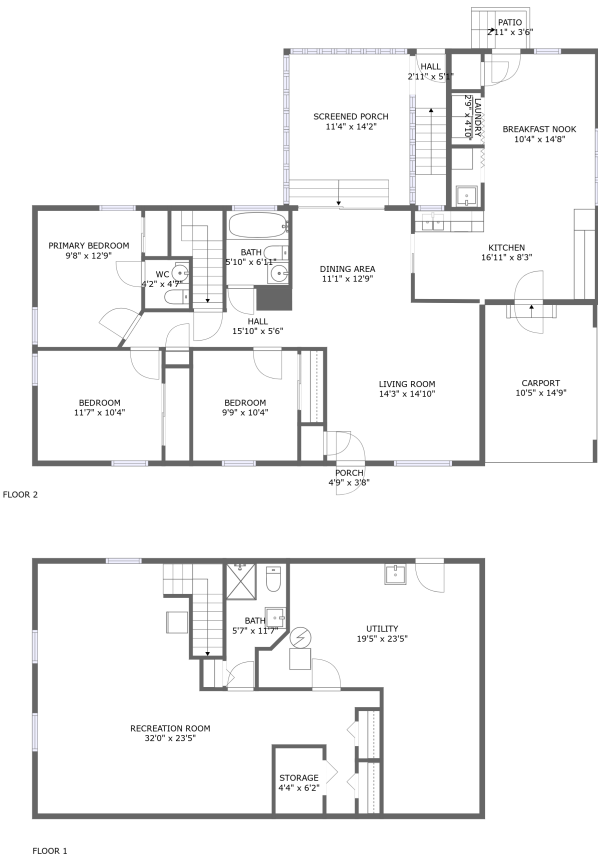 PATIO
2'11" x 3'6"
HALL
2'11" x 5'1"
SCREENED PORCH
11'4" x 14'2"
LAUNDRY
2'9" x 4'10"
BREAKFAST NOOK
10'4" x 14'8"
PRIMARY BEDROOM
9'8" x 12'9"
WC
4'2" x 4'7"
BATH
5'10" x 6'11"
DINING AREA
11'1" x 12'9"
KITCHEN
16'11" x 8'3"
HALL
15'10" x 5'6"
BEDROOM
11'7" x 10'4"
BEDROOM
9'9" x 10'4"
LIVING ROOM
14'3" x 14'10"
CARPORT
10'5" x 14'9"
PORCH
4'9" x 3'8"
FLOOR 2
BATH
5'7" x 11'7"
UTILITY
19'5" x 23'5"
RECREATION ROOM
32'0" x 23'5"
STORAGE
4'4" x 6'2"
FLOOR 1